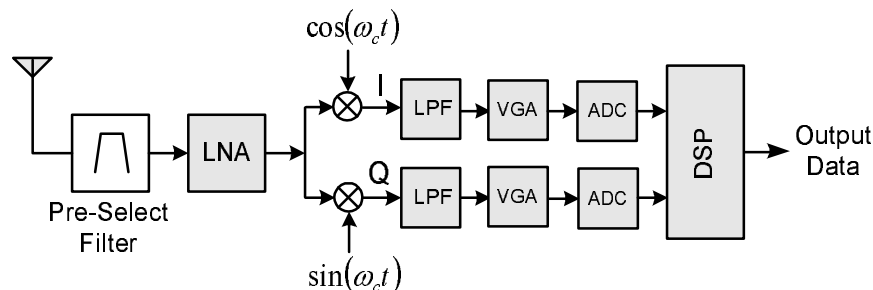 cos(ω_c t)
I
LPF
VGA
ADC
Pre-Select
Filter
LNA
Q
LPF
VGA
ADC
sin(ω_c t)
DSP
Output
Data